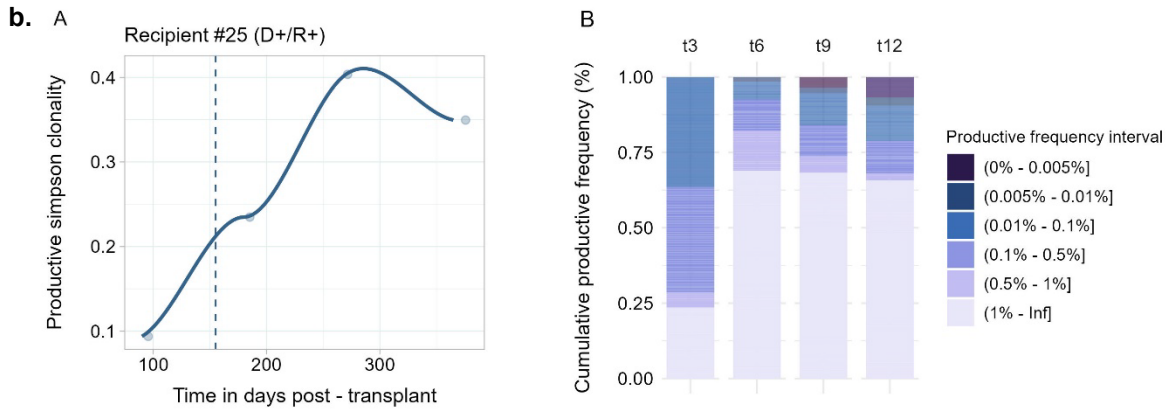 b. A
Recipient #25 (D+/R+)
Productive simpson clonality
0.4
0.3
0.2
0.1
100 200 300
Time in days post - transplant
B
t3 t6 t9 t12
Cumulative productive frequency (%)
1.00
0.75
0.50
0.25
0.00
Productive frequency interval
(0% - 0.005%]
(0.005% - 0.01%]
(0.01% - 0.1%]
(0.1% - 0.5%]
(0.5% - 1%]
(1% - Inf]